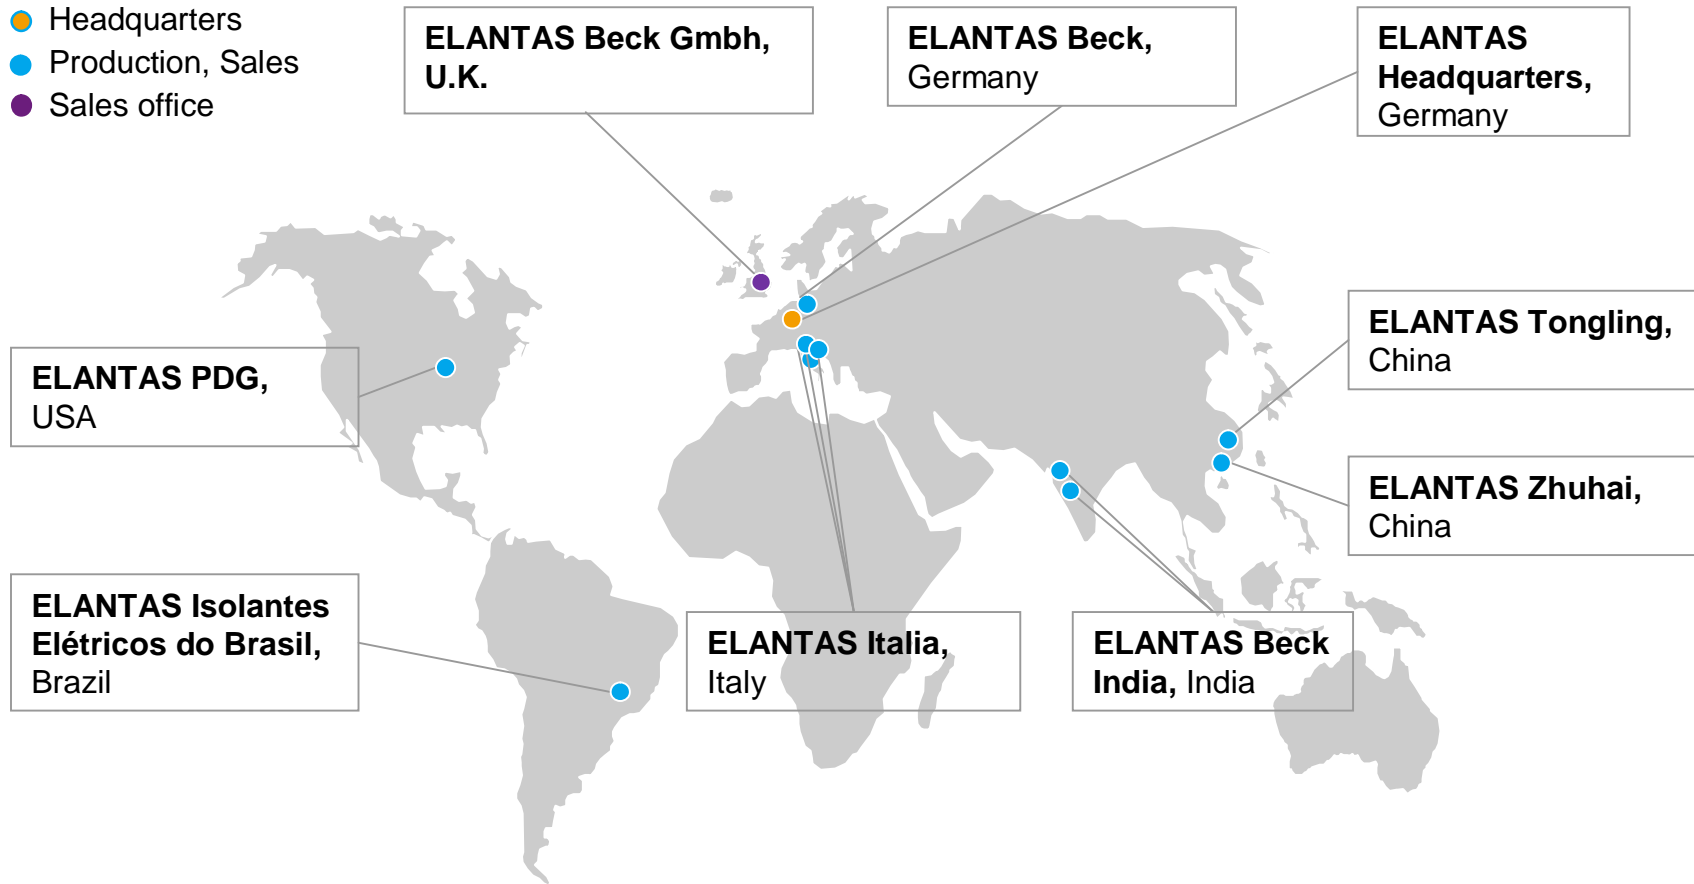 Headquarters
Production, Sales
Sales office
ELANTAS Beck Gmbh,
U.K.
ELANTAS Beck,
Germany
ELANTAS
Headquarters,
Germany
ELANTAS Tongling,
China
ELANTAS PDG,
USA
ELANTAS Zhuhai,
China
ELANTAS Isolantes
Elétricos do Brasil,
Brazil
ELANTAS Italia,
Italy
ELANTAS Beck
India, India